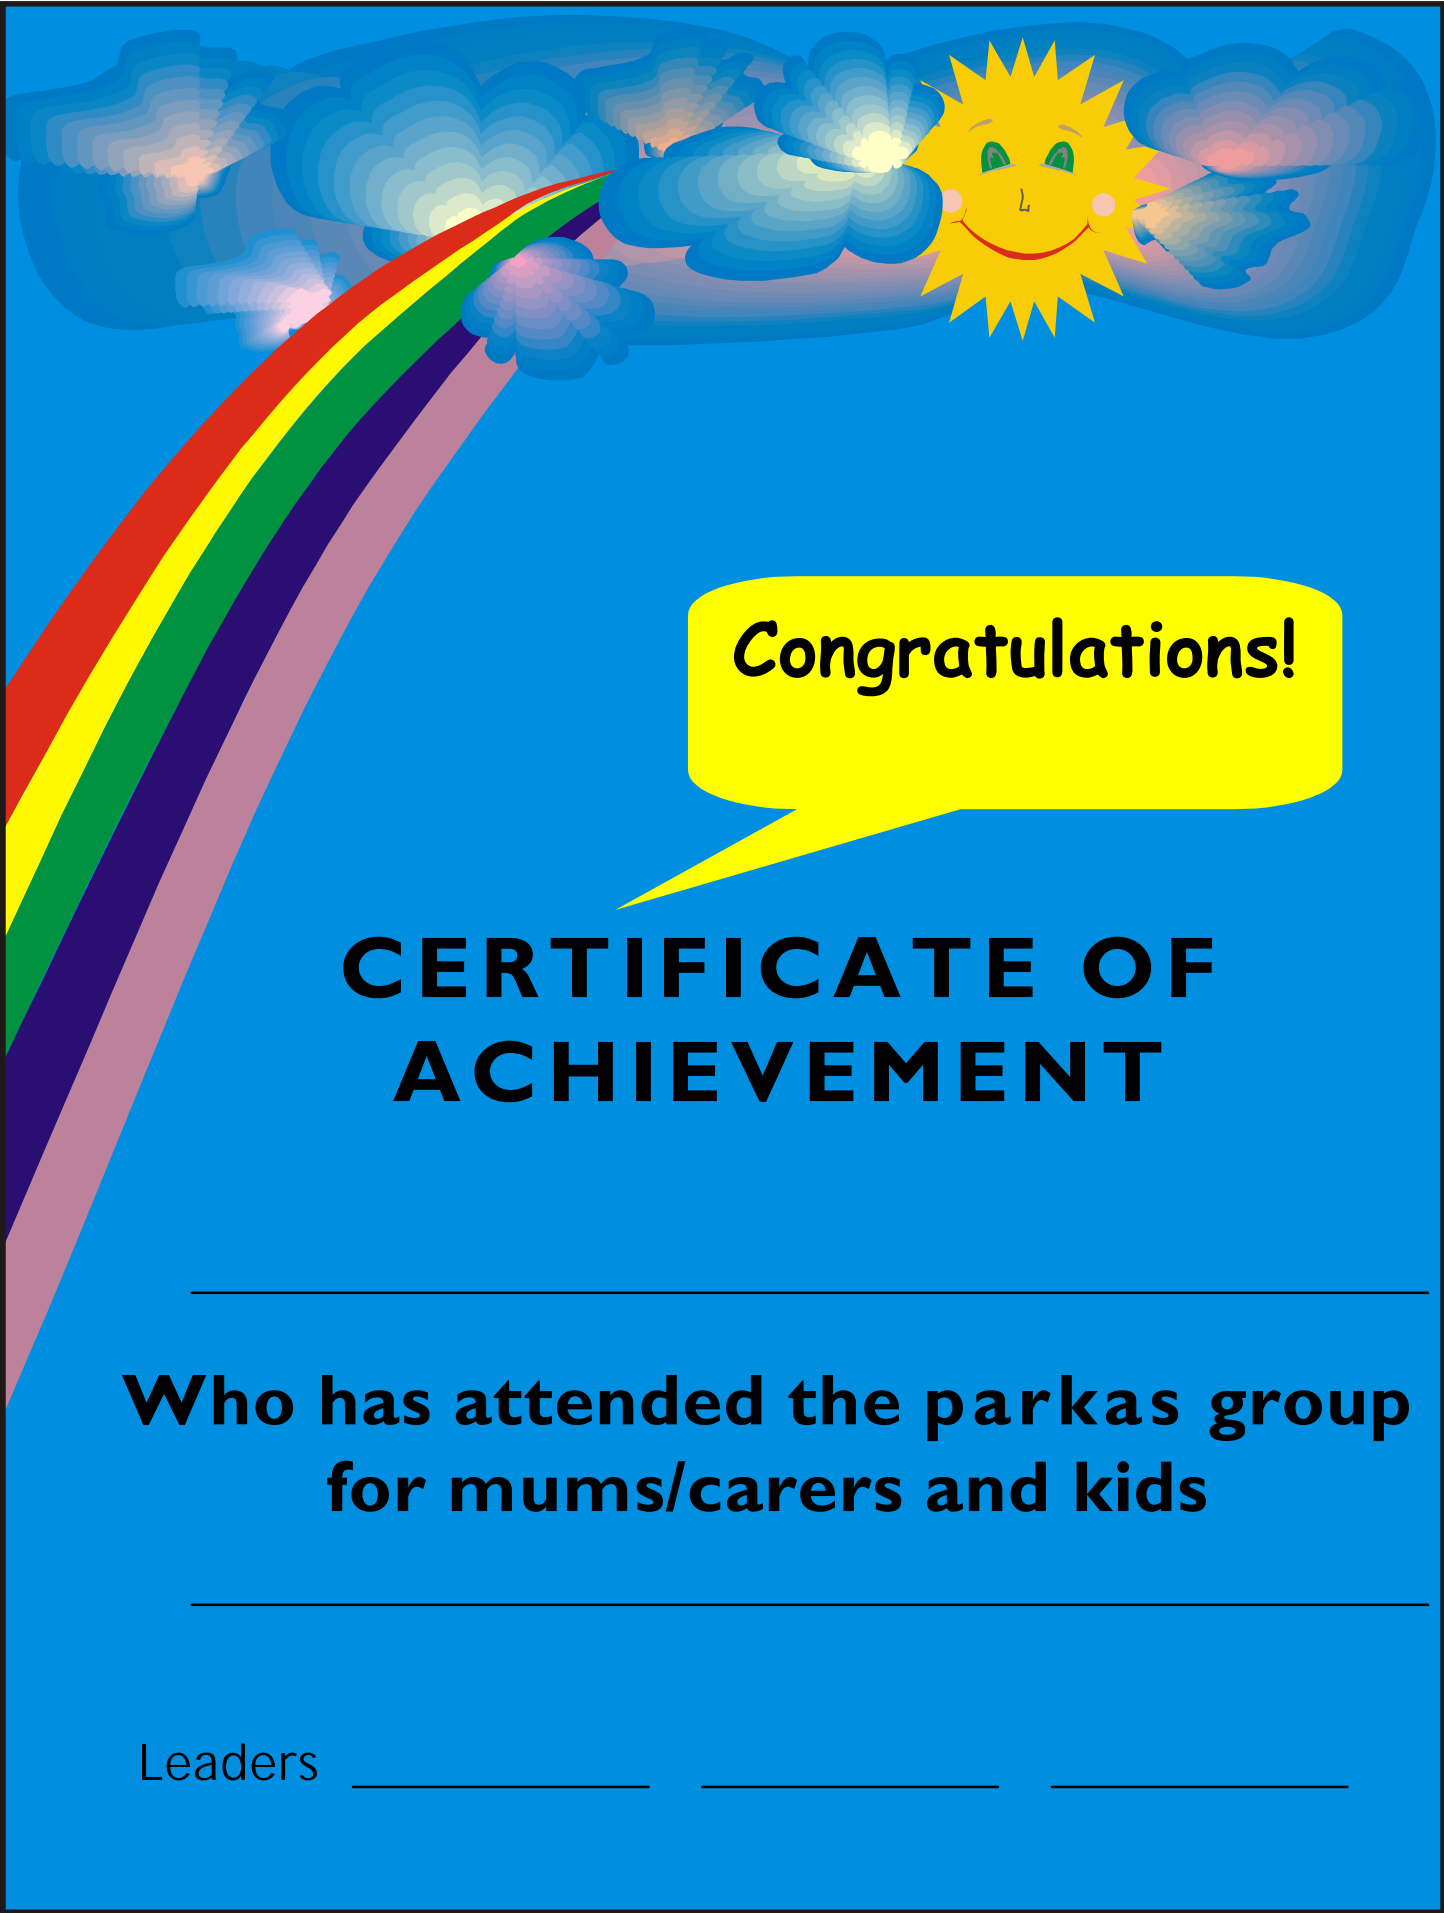 Congratulations!
CERTIFICATE OF
ACHIEVEMENT
Who has attended the parkas group
for mums/carers and kids
Leaders